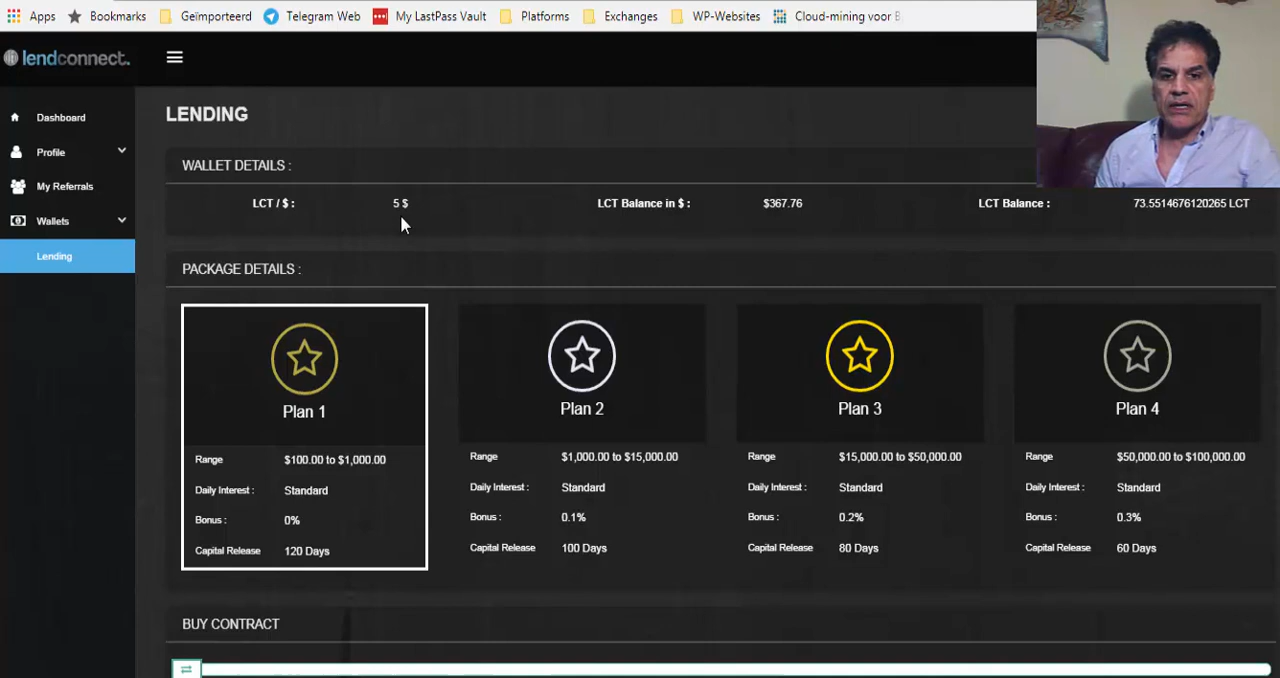 Apps Bookmarks Geïmporteerd Telegram Web My LastPass Vault Platforms Exchanges WP-Websites Cloud-mining voor B
lendconnect.
Dashboard
Profile
My Referrals
Wallets
Lending
LENDING
WALLET DETAILS :
LCT / $ : 5 $ LCT Balance in $ : $367.76 LCT Balance : 73.5514676120265 LCT
PACKAGE DETAILS :
Plan 1
Range $100.00 to $1,000.00
Daily Interest : Standard
Bonus : 0%
Capital Release 120 Days
Plan 2
Range $1,000.00 to $15,000.00
Daily Interest : Standard
Bonus : 0.1%
Capital Release 100 Days
Plan 3
Range $15,000.00 to $50,000.00
Daily Interest : Standard
Bonus : 0.2%
Capital Release 80 Days
Plan 4
Range $50,000.00 to $100,000.00
Daily Interest : Standard
Bonus : 0.3%
Capital Release 60 Days
BUY CONTRACT